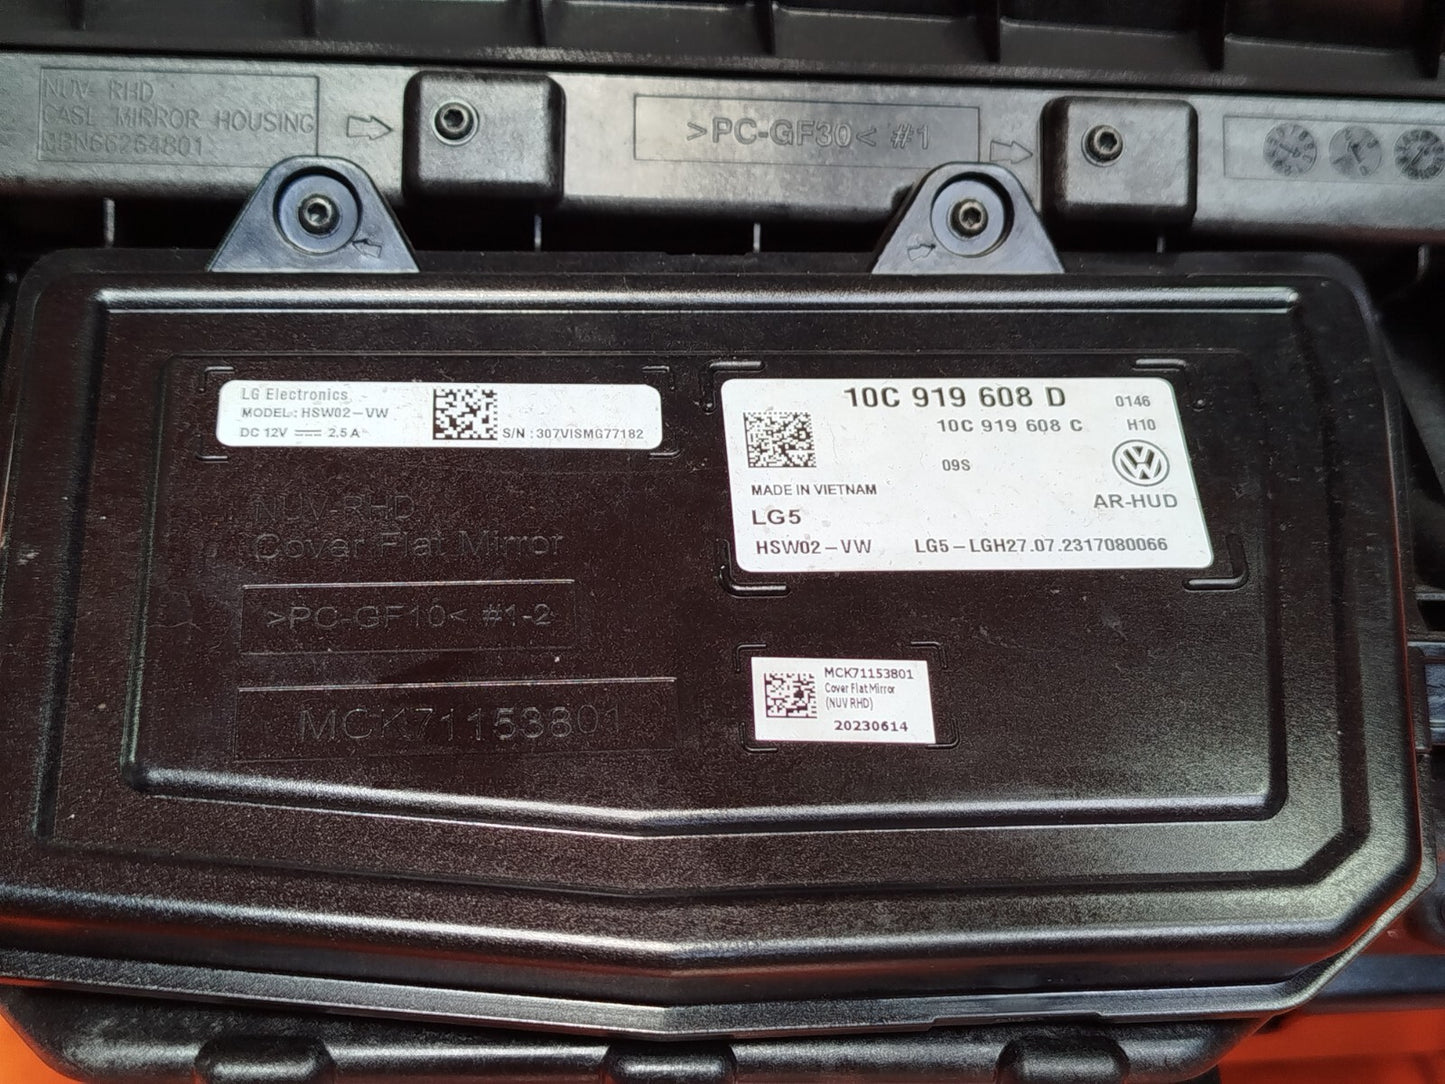 NUV-RHD
CASE MIRROR HOUSING
MBN66264801
>PC-GF30< #1
LG Electronics
MODEL : HSW02-VW
DC 12V ⎓ 2,5 A
S/N : 307VISMG77182
10C 919 608 D 0146
10C 919 608 C H10
09S
MADE IN VIETNAM
AR-HUD
LG5
HSW02-VW LG5-LGH27.07.2317080066
NUV-RHD
Cover Flat Mirror
>PC-GF10< #1-2
MCK71153801
MCK71153801
Cover Flat Mirror
(NUV RHD)
20230614